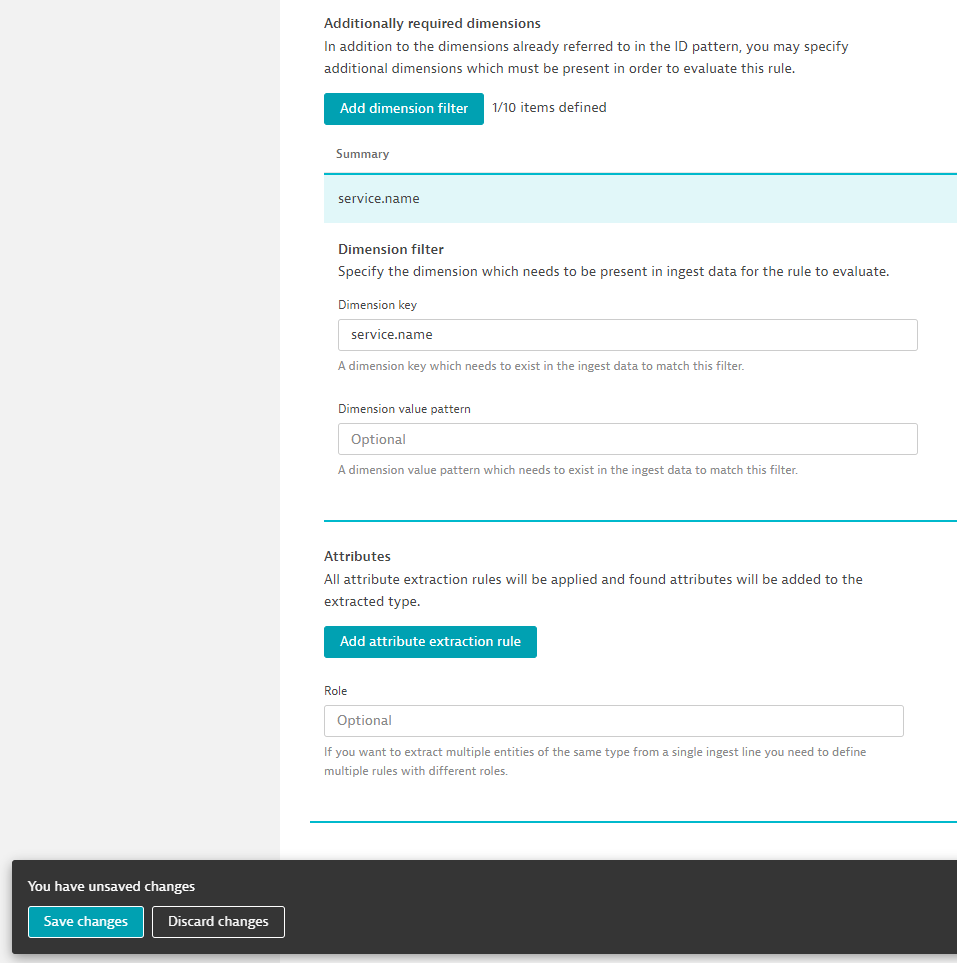 Additionally required dimensions
In addition to the dimensions already referred to in the ID pattern, you may specify
additional dimensions which must be present in order to evaluate this rule.
Add dimension filter 1/10 items defined
Summary
service.name
Dimension filter
Specify the dimension which needs to be present in ingest data for the rule to evaluate.
Dimension key
service.name
A dimension key which needs to exist in the ingest data to match this filter.
Dimension value pattern
Optional
A dimension value pattern which needs to exist in the ingest data to match this filter.
Attributes
All attribute extraction rules will be applied and found attributes will be added to the
extracted type.
Add attribute extraction rule
Role
Optional
If you want to extract multiple entities of the same type from a single ingest line you need to define
multiple rules with different roles.
You have unsaved changes
Save changes Discard changes